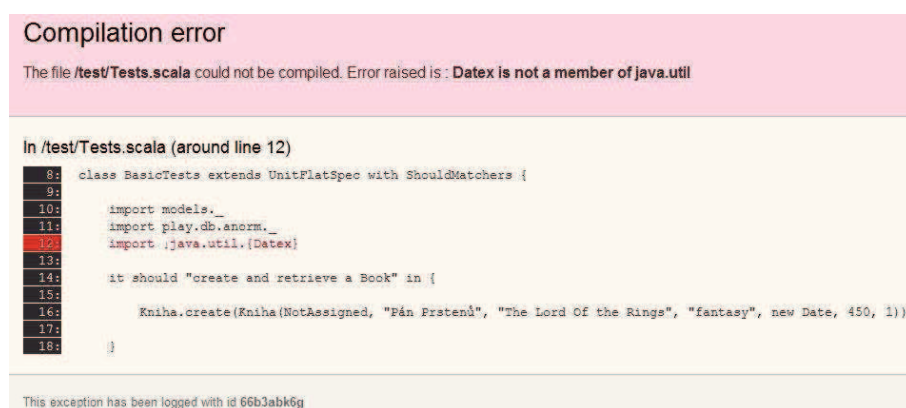 Compilation error
The file /test/Tests.scala could not be compiled. Error raised is : Datex is not a member of java.util
In /test/Tests.scala (around line 12)
8: class BasicTests extends UnitFlatSpec with ShouldMatchers {
9:
10: import models._
11: import play.db.anorm._
12: import ;java.util.{Datex}
13:
14: it should "create and retrieve a Book" in {
15:
16: Kniha.create(Kniha(NotAssigned, "Pán Prstenů", "The Lord Of the Rings", "fantasy", new Date, 450, 1))
17:
18: }
This exception has been logged with id 66b3abk6g